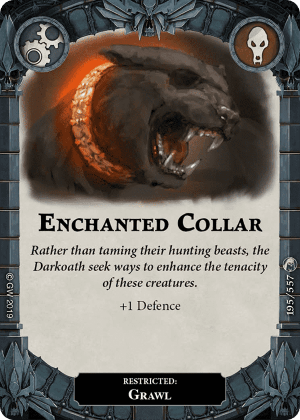 ENCHANTED COLLAR
Rather than taming their hunting beasts, the
Darkoath seek ways to enhance the tenacity
of these creatures.
+1 Defence
© GW 2019
195/557
RESTRICTED:
GRAWL